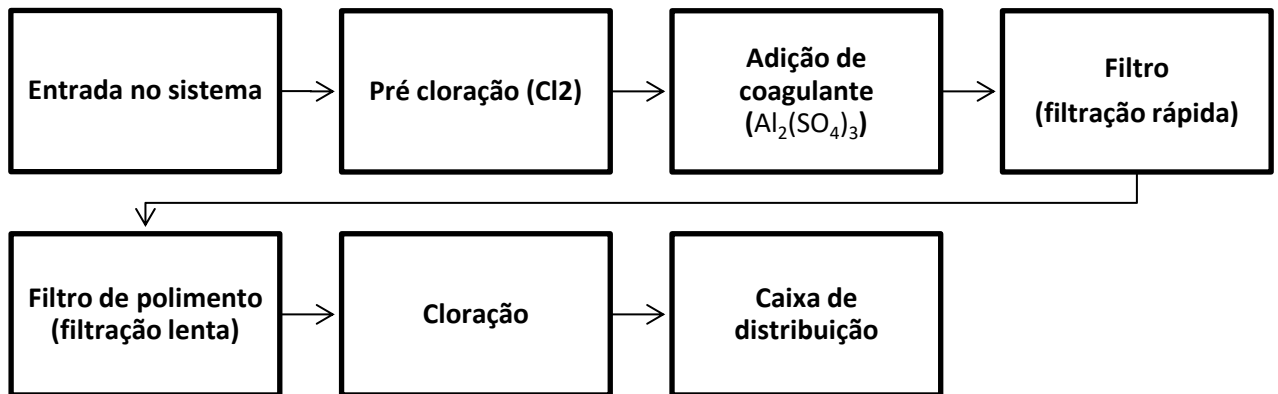 Entrada no sistema
Pré cloração (Cl2)
Adição de
coagulante
(Al₂(SO₄)₃)
Filtro
(filtração rápida)
Filtro de polimento
(filtração lenta)
Cloração
Caixa de
distribuição